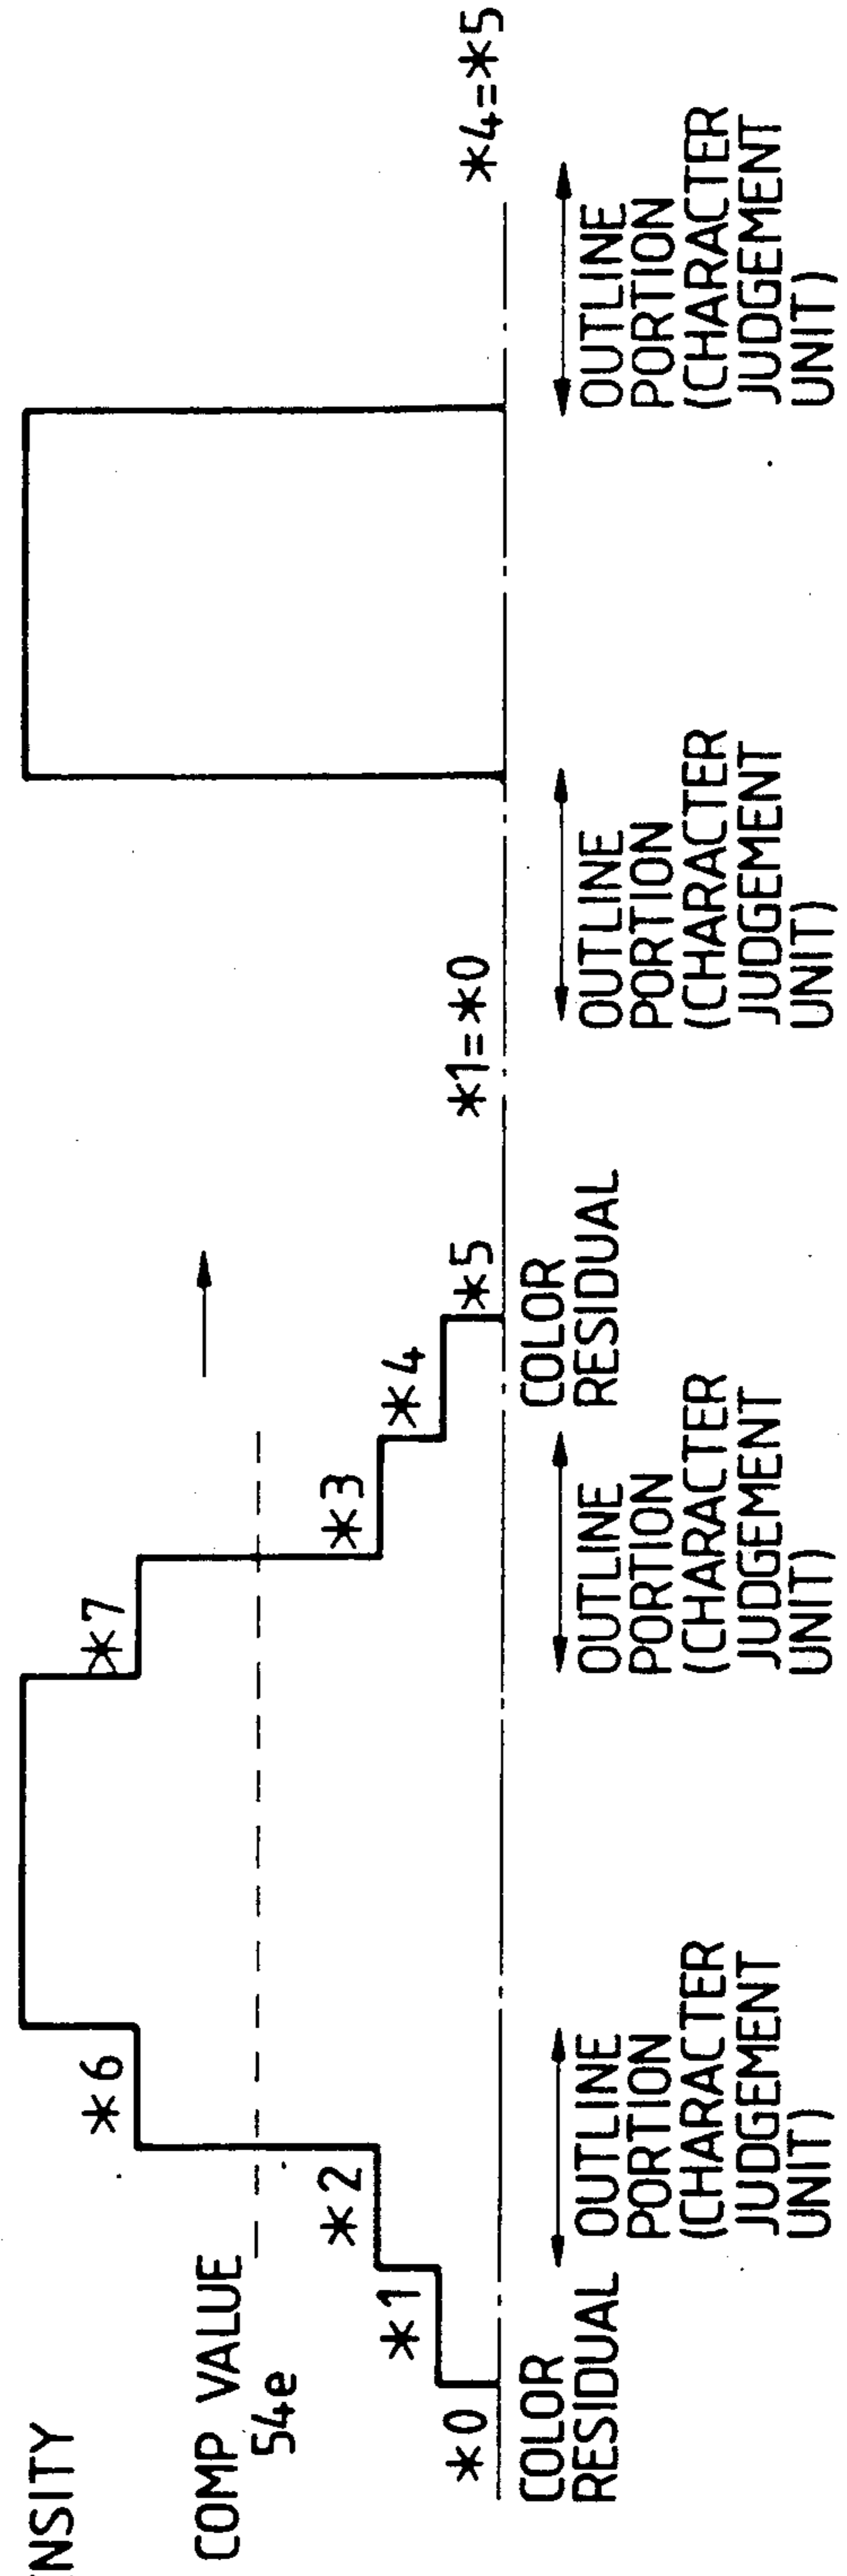 NSITY
COMP VALUE
54e
*0
*1
*2
*6
*7
*3
*4
*5
*1=*0
*4=*5
COLOR
RESIDUAL
OUTLINE
PORTION
(CHARACTER
JUDGEMENT
UNIT)
OUTLINE
PORTION
(CHARACTER
JUDGEMENT
UNIT)
COLOR
RESIDUAL
OUTLINE
PORTION
(CHARACTER
JUDGEMENT
UNIT)
OUTLINE
PORTION
(CHARACTER
JUDGEMENT
UNIT)